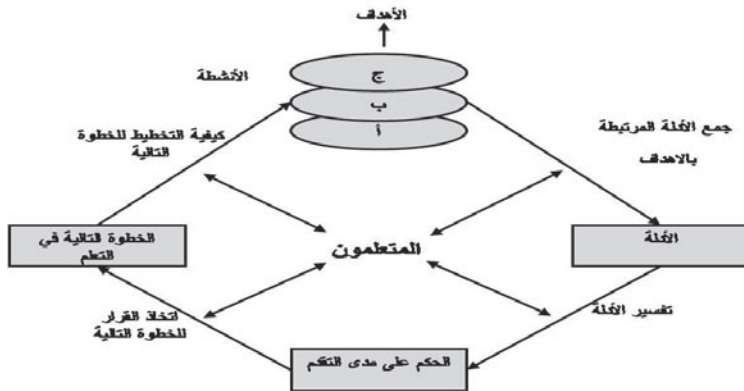 الأهداف
ج
الأنشطة
ب
أ
كيفية التخطيط للخطوة
التالية
جمع الأدلة المرتبطة
بالاهدف
الخطوة التالية في
التعلم
المتعلمون
الأدلة
اتخاذ القرار
للخطوة التالية
تفسير الأدلة
الحكم على مدى التقدم